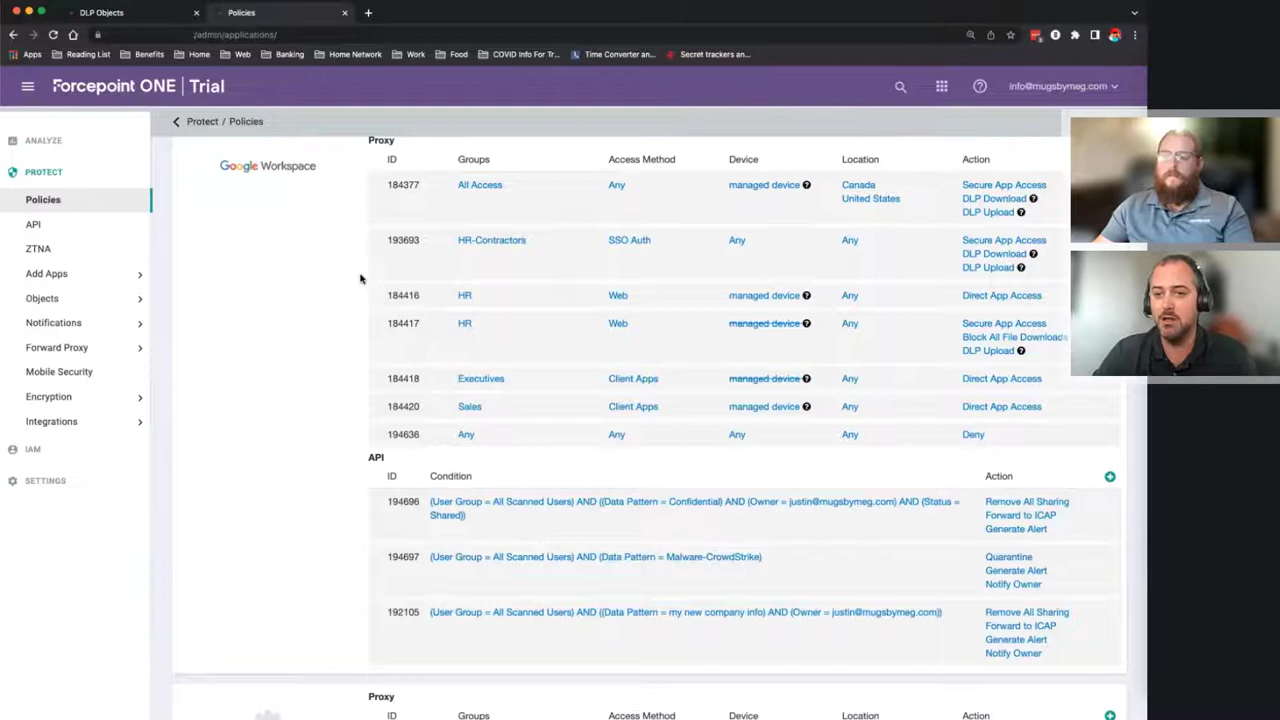 DLP Objects
Policies
/admin/applications/
Apps Reading List Benefits Home Web Banking Home Network Work Food COVID Info For Tr... Time Converter an... Secret trackers an...
Forcepoint ONE | Trial
info@mugsbymeg.com
ANALYZE
PROTECT
Policies
API
ZTNA
Add Apps
Objects
Notifications
Forward Proxy
Mobile Security
Encryption
Integrations
IAM
SETTINGS
Protect / Policies
Google Workspace
Proxy
ID Groups Access Method Device Location Action
184377 All Access Any managed device Canada Secure App Access
United States DLP Download
DLP Upload
193693 HR-Contractors SSO Auth Any Any Secure App Access
DLP Download
DLP Upload
184416 HR Web managed device Any Direct App Access
184417 HR Web managed device Any Secure App Access
Block All File Downloads
DLP Upload
184418 Executives Client Apps managed device Any Direct App Access
184420 Sales Client Apps managed device Any Direct App Access
194636 Any Any Any Any Deny
API
ID Condition Action
194696 (User Group = All Scanned Users) AND ((Data Pattern = Confidential) AND (Owner = justin@mugsbymeg.com) AND (Status = Remove All Sharing
Shared)) Forward to ICAP
Generate Alert
194697 (User Group = All Scanned Users) AND (Data Pattern = Malware-CrowdStrike) Quarantine
Generate Alert
Notify Owner
192105 (User Group = All Scanned Users) AND ((Data Pattern = my new company info) AND (Owner = justin@mugsbymeg.com)) Remove All Sharing
Forward to ICAP
Generate Alert
Notify Owner
Proxy
ID Groups Access Method Device Location Action